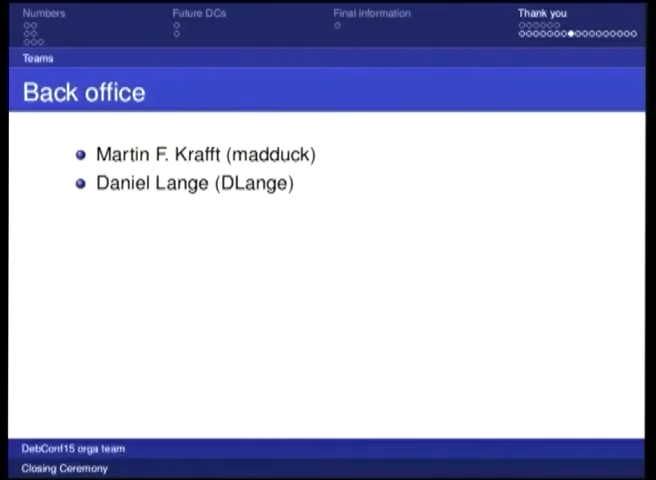 Numbers Future DCs Final information Thank you
Teams
Back office
Martin F. Krafft (madduck)
Daniel Lange (DLange)
DebConf15 orga team
Closing Ceremony